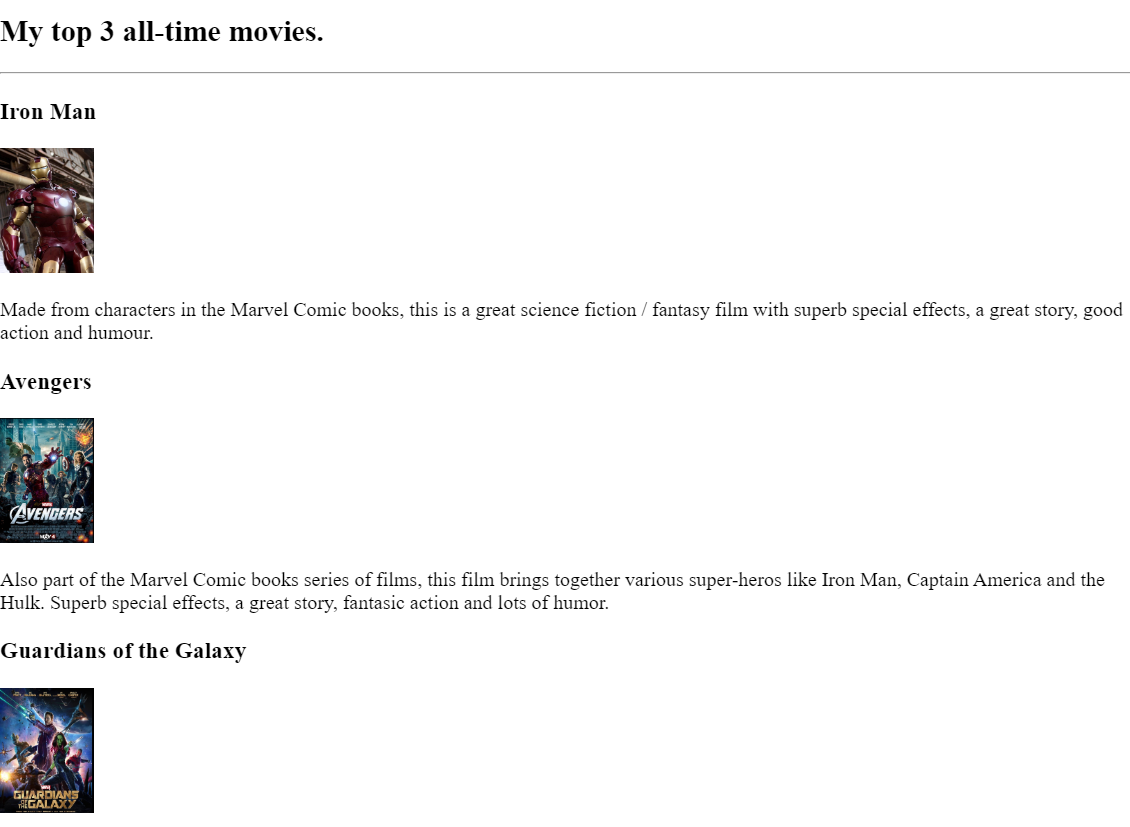 My top 3 all-time movies.
Iron Man
Made from characters in the Marvel Comic books, this is a great science fiction / fantasy film with superb special effects, a great story, good
action and humour.
Avengers
MARVEL
AVENGERS
Also part of the Marvel Comic books series of films, this film brings together various super-heros like Iron Man, Captain America and the
Hulk. Superb special effects, a great story, fantasic action and lots of humor.
Guardians of the Galaxy
MARVEL
GUARDIANS
OF THE GALAXY